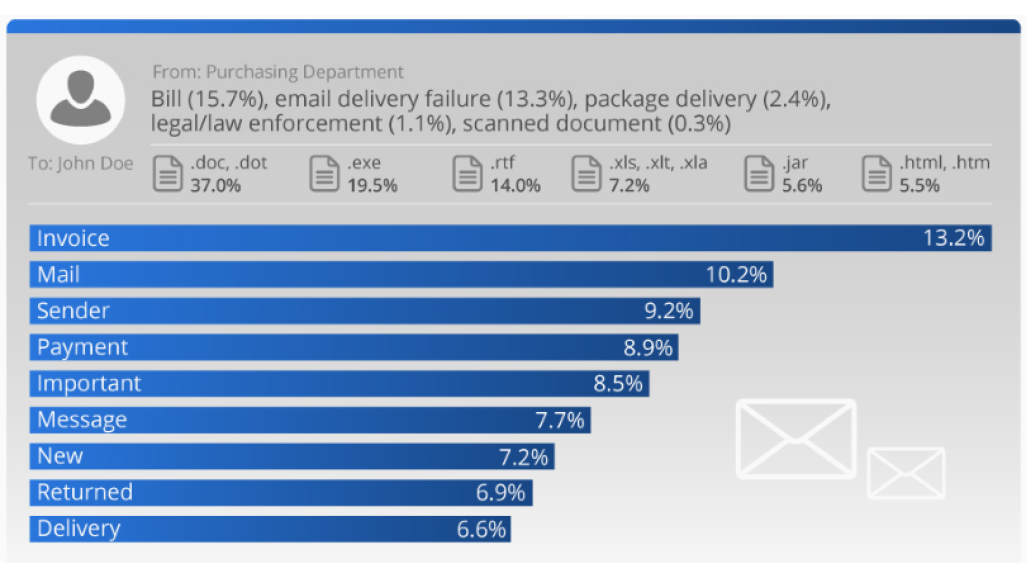 From: Purchasing Department
Bill (15.7%), email delivery failure (13.3%), package delivery (2.4%),
legal/law enforcement (1.1%), scanned document (0.3%)
To: John Doe
.doc, .dot
37.0%
.exe
19.5%
.rtf
14.0%
.xls, .xlt, .xla
7.2%
.jar
5.6%
.html, .htm
5.5%
Invoice 13.2%
Mail 10.2%
Sender 9.2%
Payment 8.9%
Important 8.5%
Message 7.7%
New 7.2%
Returned 6.9%
Delivery 6.6%